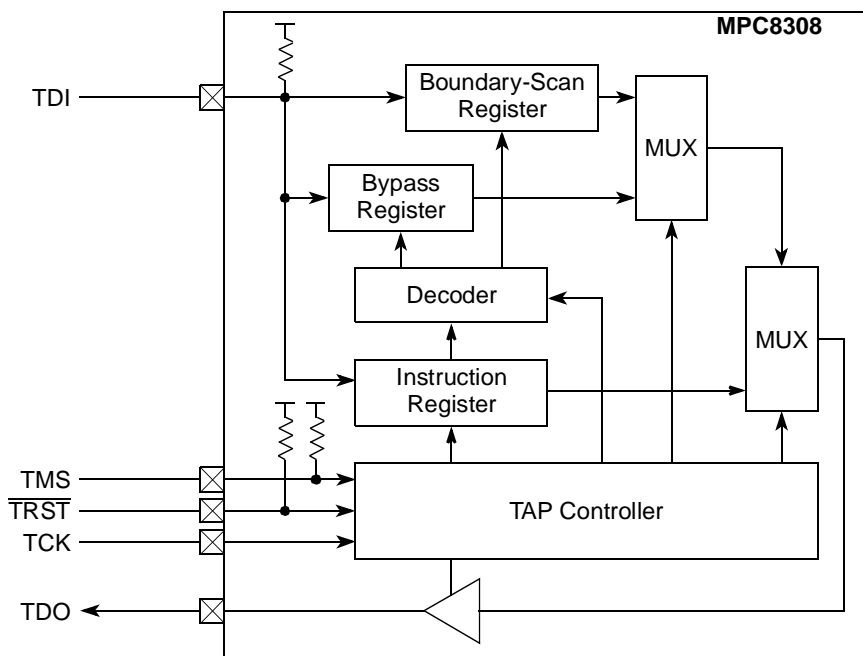 MPC8308
TDI
Boundary-Scan
Register
MUX
Bypass
Register
Decoder
MUX
Instruction
Register
TMS
TRST
TCK
TAP Controller
TDO